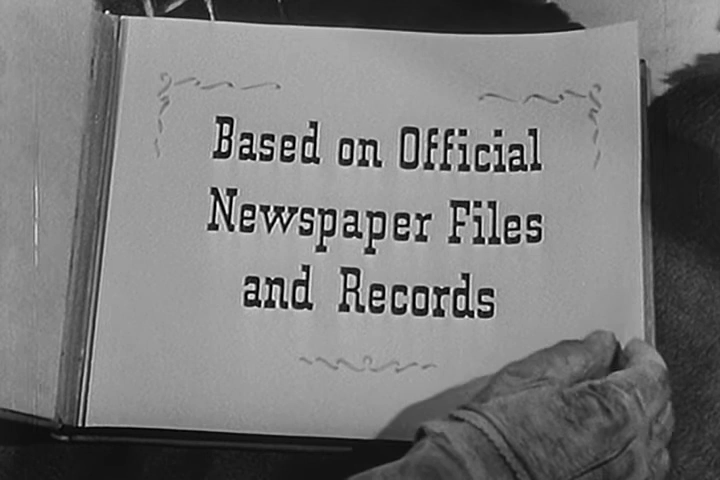 Based on Official
Newspaper Files
and Records